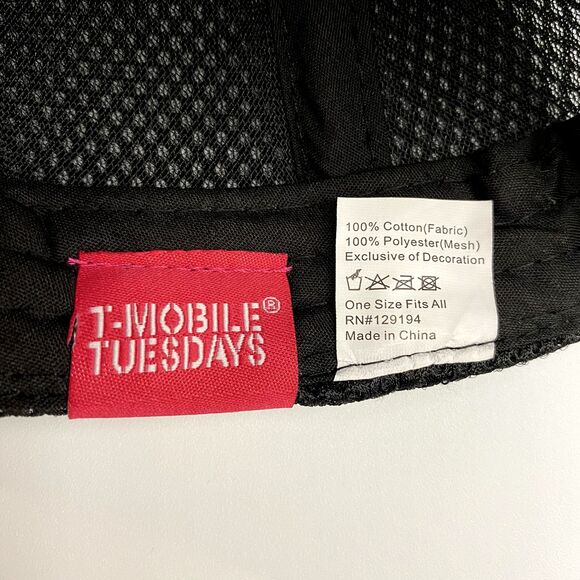 T-MOBILE®
TUESDAYS
100% Cotton(Fabric)
100% Polyester(Mesh)
Exclusive of Decoration
One Size Fits All
RN#129194
Made in China